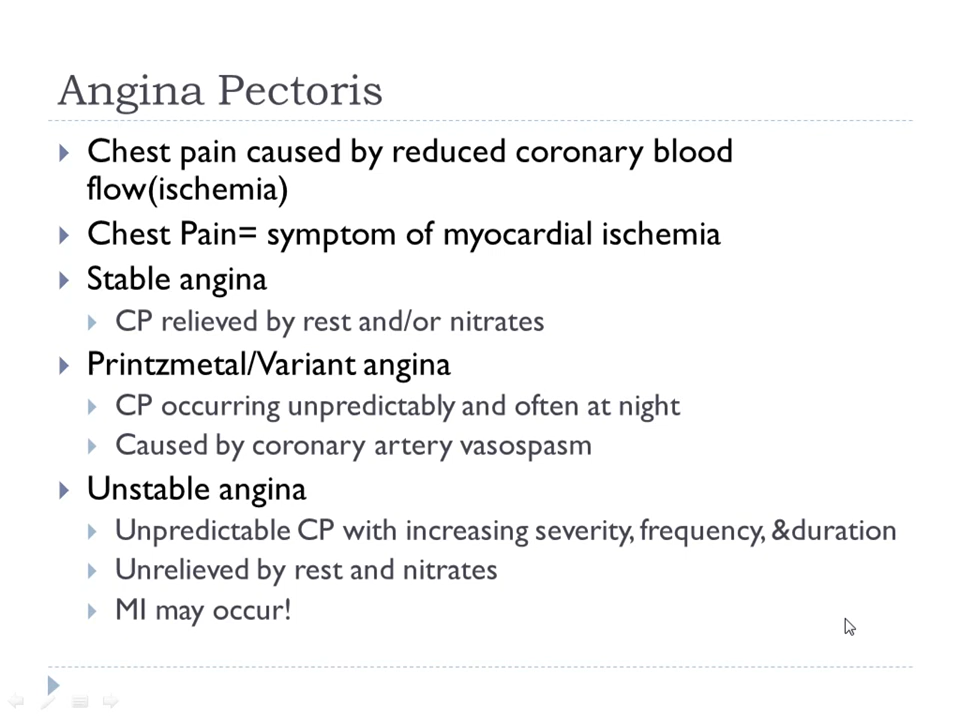 Angina Pectoris
Chest pain caused by reduced coronary blood
flow(ischemia)
Chest Pain= symptom of myocardial ischemia
Stable angina
CP relieved by rest and/or nitrates
Printzmetal/Variant angina
CP occurring unpredictably and often at night
Caused by coronary artery vasospasm
Unstable angina
Unpredictable CP with increasing severity, frequency, &duration
Unrelieved by rest and nitrates
MI may occur!